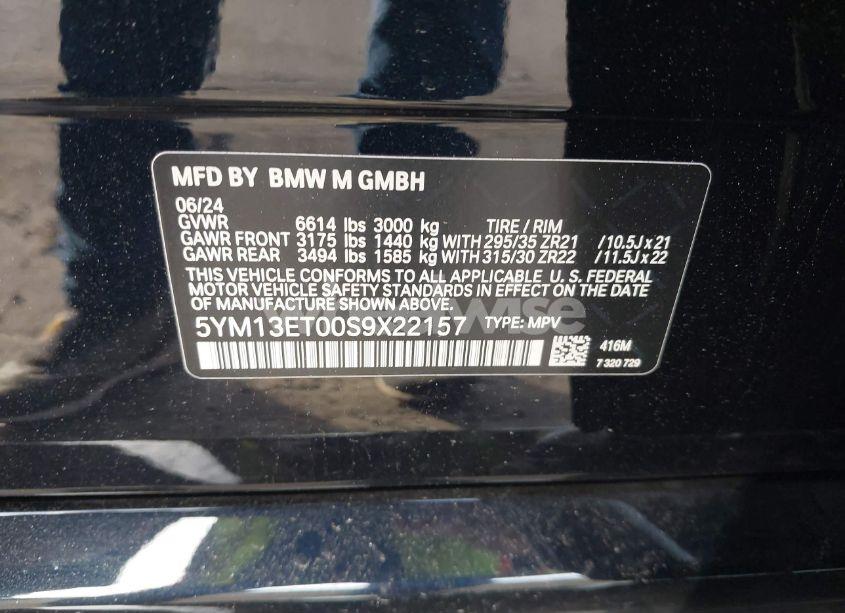 MFD BY BMW M GMBH
06/24
GVWR 6614 lbs 3000 kg TIRE / RIM
GAWR FRONT 3175 lbs 1440 kg WITH 295/35 ZR21 /10.5J x 21
GAWR REAR 3494 lbs 1585 kg WITH 315/30 ZR22 /11.5J x 22
THIS VEHICLE CONFORMS TO ALL APPLICABLE U. S. FEDERAL
MOTOR VEHICLE SAFETY STANDARDS IN EFFECT ON THE DATE
OF MANUFACTURE SHOWN ABOVE.
5YM13ET00S9X22157 TYPE: MPV
416M
7 320 729